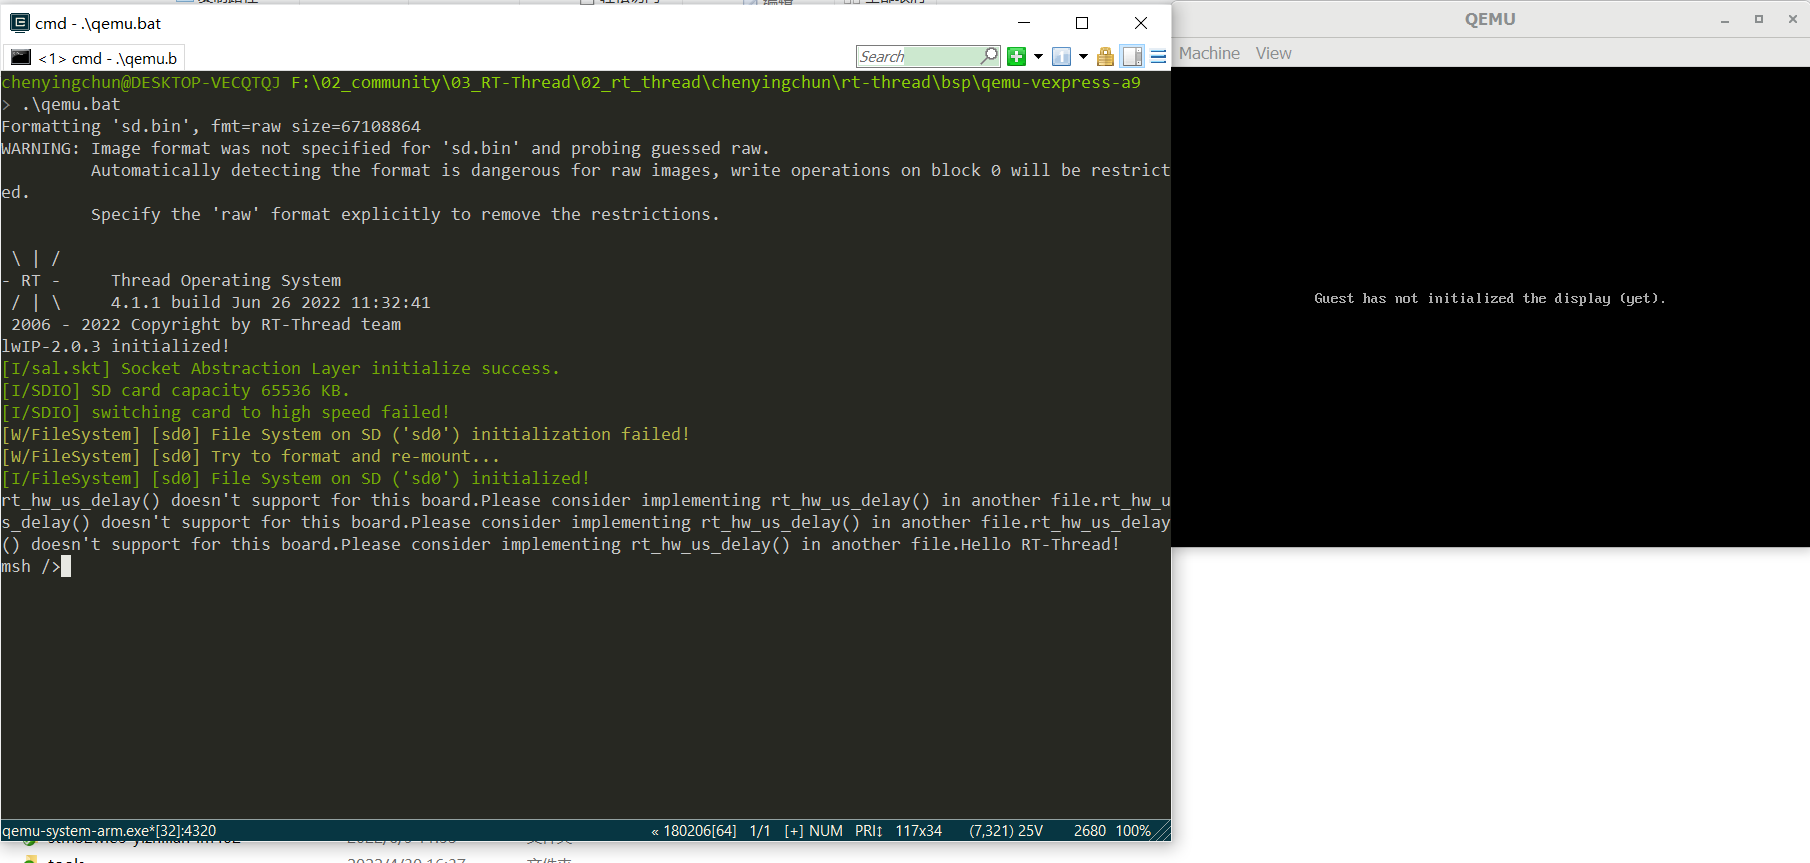 cmd - .\qemu.bat
<1> cmd - .\qemu.b
Search
chenyingchun@DESKTOP-VECQTQJ F:\02_community\03_RT-Thread\02_rt_thread\chenyingchun\rt-thread\bsp\qemu-vexpress-a9
> .\qemu.bat
Formatting 'sd.bin', fmt=raw size=67108864
WARNING: Image format was not specified for 'sd.bin' and probing guessed raw.
Automatically detecting the format is dangerous for raw images, write operations on block 0 will be restrict
ed.
Specify the 'raw' format explicitly to remove the restrictions.
\ | /
- RT -     Thread Operating System
/ | \     4.1.1 build Jun 26 2022 11:32:41
2006 - 2022 Copyright by RT-Thread team
lwIP-2.0.3 initialized!
[I/sal.skt] Socket Abstraction Layer initialize success.
[I/SDIO] SD card capacity 65536 KB.
[I/SDIO] switching card to high speed failed!
[W/FileSystem] [sd0] File System on SD ('sd0') initialization failed!
[W/FileSystem] [sd0] Try to format and re-mount...
[I/FileSystem] [sd0] File System on SD ('sd0') initialized!
rt_hw_us_delay() doesn't support for this board.Please consider implementing rt_hw_us_delay() in another file.rt_hw_u
s_delay() doesn't support for this board.Please consider implementing rt_hw_us_delay() in another file.rt_hw_us_delay
() doesn't support for this board.Please consider implementing rt_hw_us_delay() in another file.Hello RT-Thread!
msh />
qemu-system-arm.exe*[32]:4320
« 180206[64] 1/1 [+] NUM PRI↕ 117x34 (7,321) 25V 2680 100%
QEMU
Machine View
Guest has not initialized the display (yet).